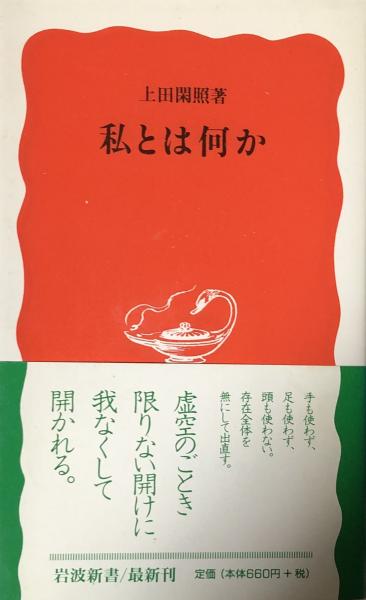 上田閑照著
私とは何か
手も使わず、
足も使わず、
頭も使わない。
存在全体を
無にして出直す。
虚空のごとき
限りない開けに
我なくして
開かれる。
岩波新書/最新刊
定価(本体660円+税)